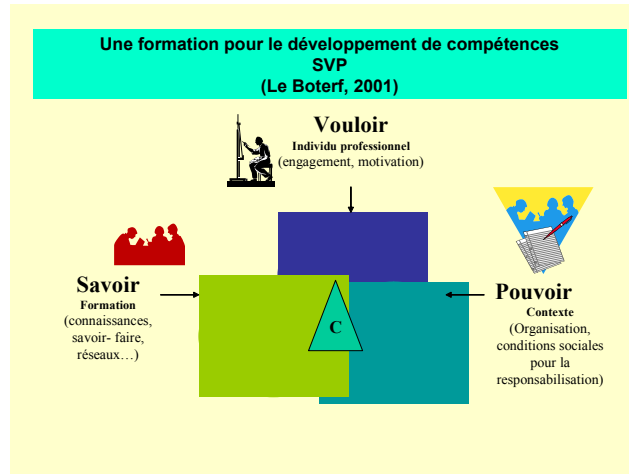 Une formation pour le développement de compétences
SVP
(Le Boterf, 2001)
Vouloir
Individu professionnel
(engagement, motivation)
Savoir
Formation
(connaissances,
savoir- faire,
réseaux…)
Pouvoir
Contexte
(Organisation,
conditions sociales
pour la
responsabilisation)
C